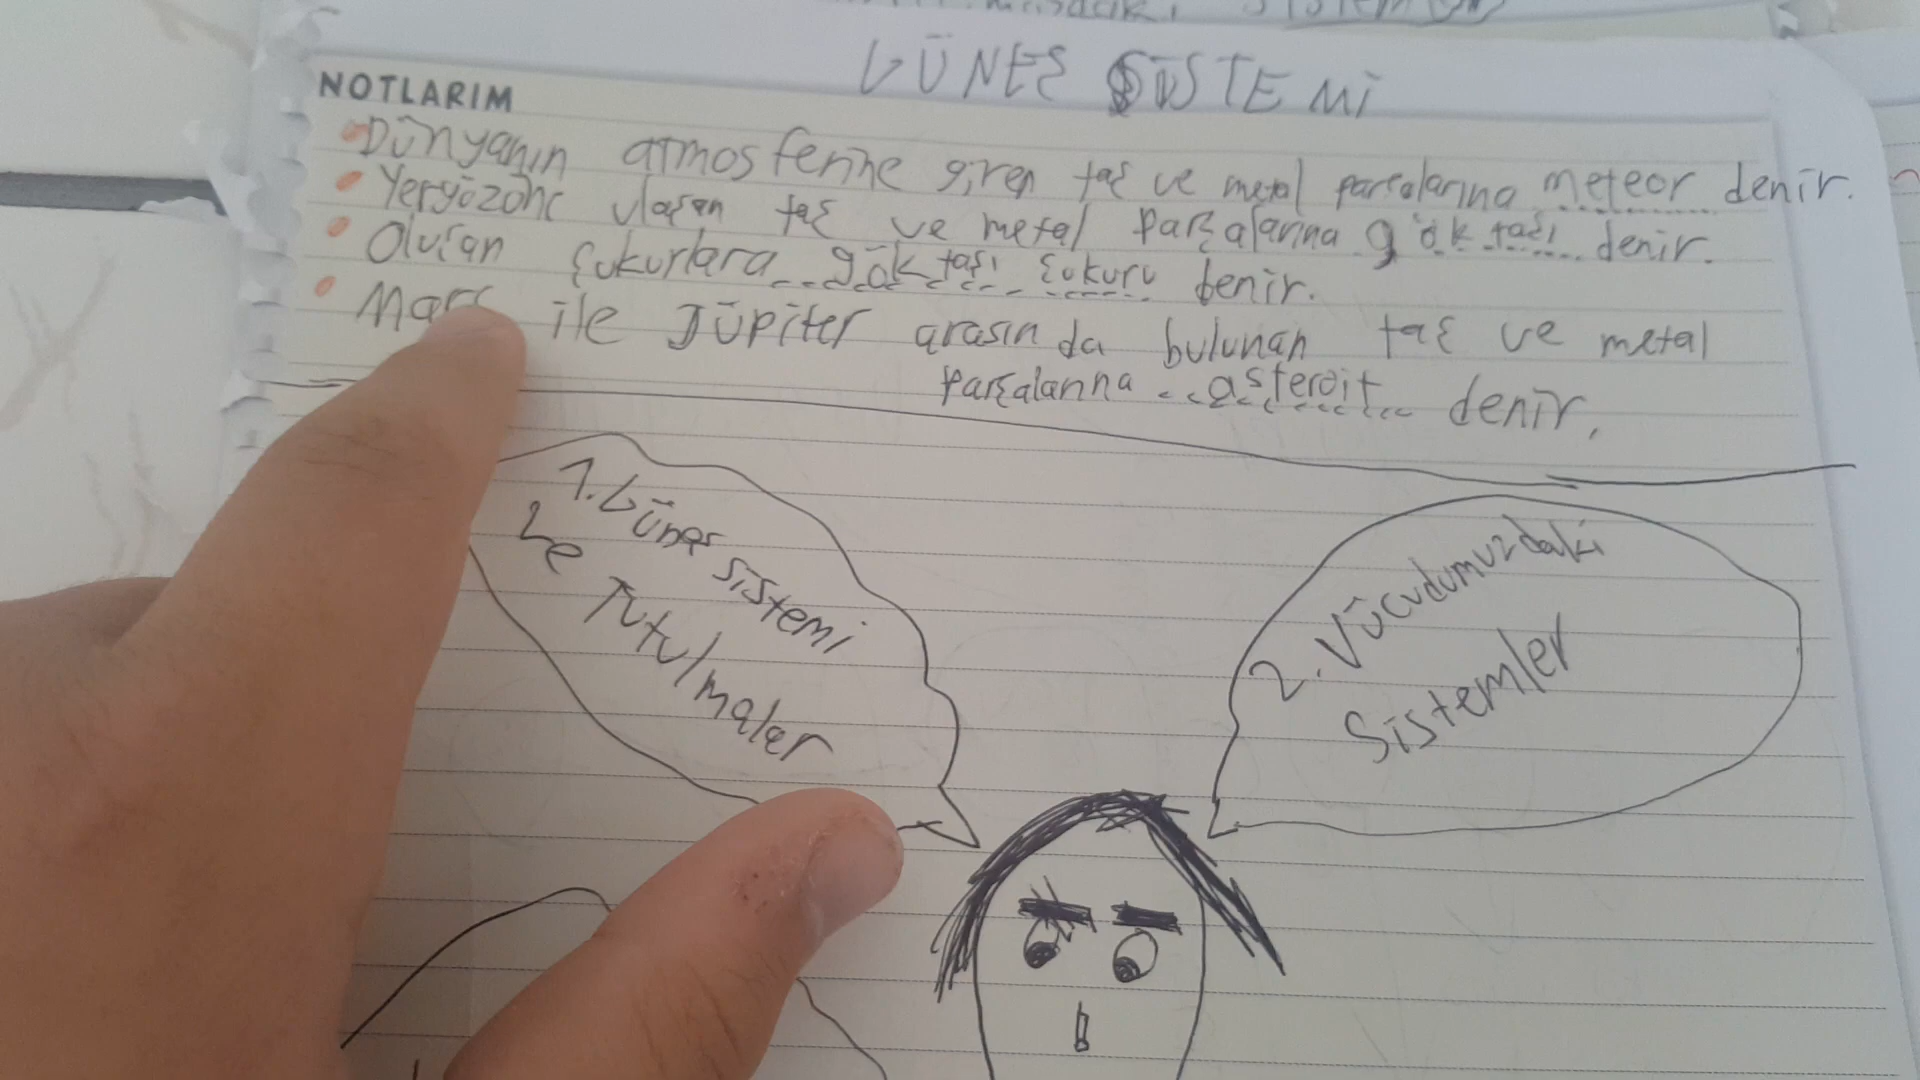 GÜNEŞ SİSTEMİ
NOTLARIM
Dünyanın atmosferine giren taş ve metal parçalarına meteor denir.
Yeryüzüne ulaşan taş ve metal parçalarına gök taşı denir.
Oluşan çukurlara gök taşı çukuru denir.
Mars ile Jüpiter arasında bulunan taş ve metal
parçalarına asteroit denir.
1. Güneş sistemi
ve Tutulmalar
2. Vücudumuzdaki
Sistemler